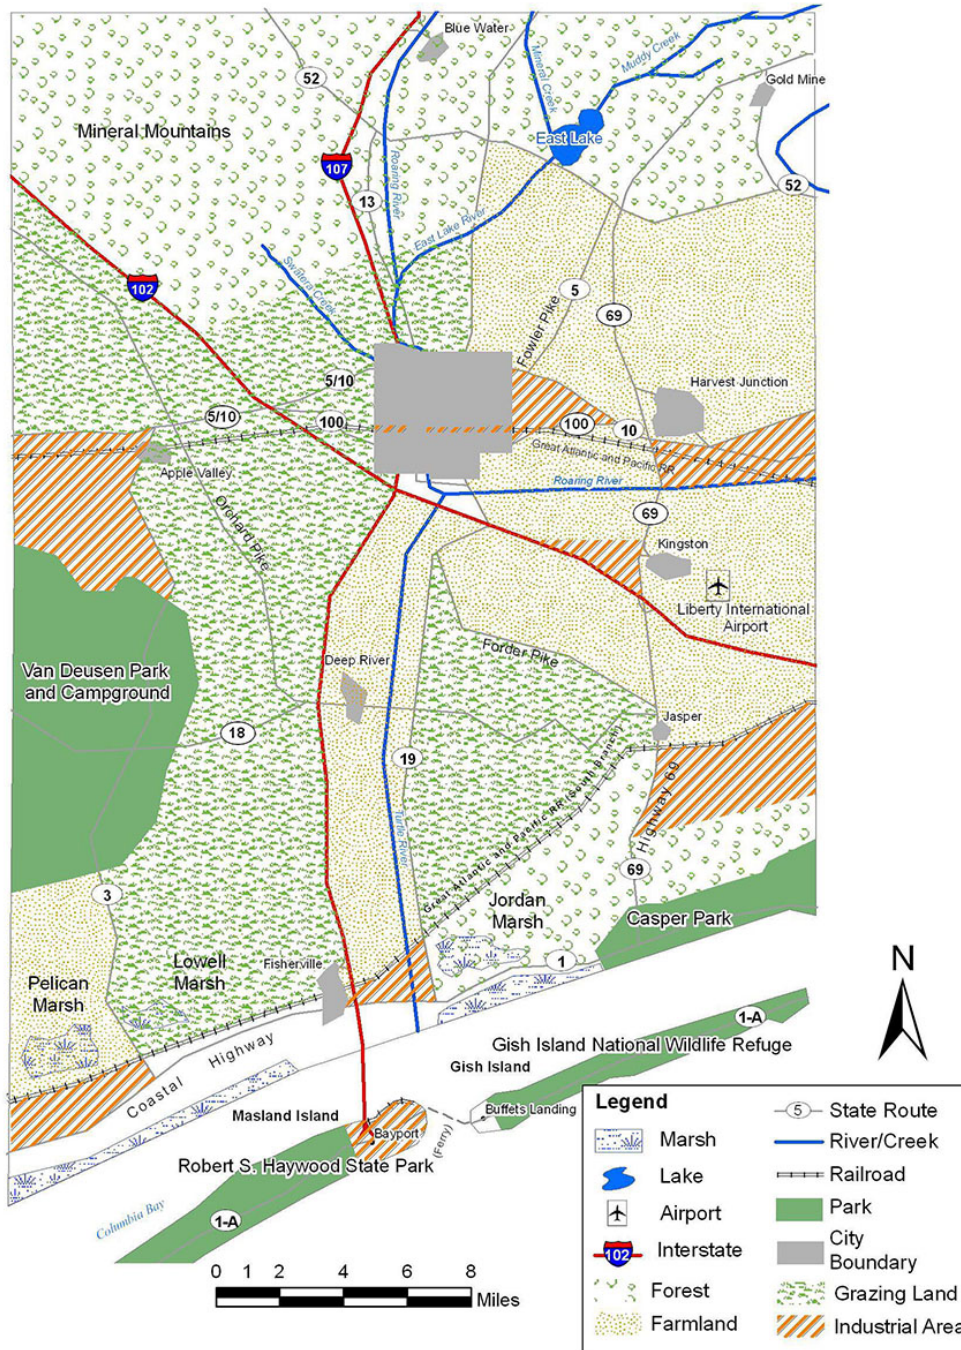 Blue Water
52
Mineral Creek
Muddy Creek
Gold Mine
Mineral Mountains
East Lake
107
Roaring River
52
13
East Lake River
Swatera Creek
102
5
69
Fowler Pike
5/10
Harvest Junction
5/10
100
100
10
Great Atlantic and Pacific RR
Apple Valley
Roaring River
Orchard Pike
69
Kingston
Liberty International
Airport
Van Deusen Park
and Campground
Deep River
Forder Pike
Jasper
18
19
Highway 69
Turtle River
Great Atlantic and Pacific RR (South Branch)
69
3
Jordan
Marsh
Casper Park
Lowell
Marsh
Fisherville
1
Pelican
Marsh
N
1-A
Gish Island National Wildlife Refuge
Coastal Highway
Gish Island
Masland Island
Buffets Landing
Bayport
(Ferry)
Robert S. Haywood State Park
Columbia Bay
1-A
0 1 2 4 6 8
Miles
Legend
5
State Route
Marsh
River/Creek
Lake
Railroad
Airport
Park
102
Interstate
City
Boundary
Forest
Grazing Land
Farmland
Industrial Area